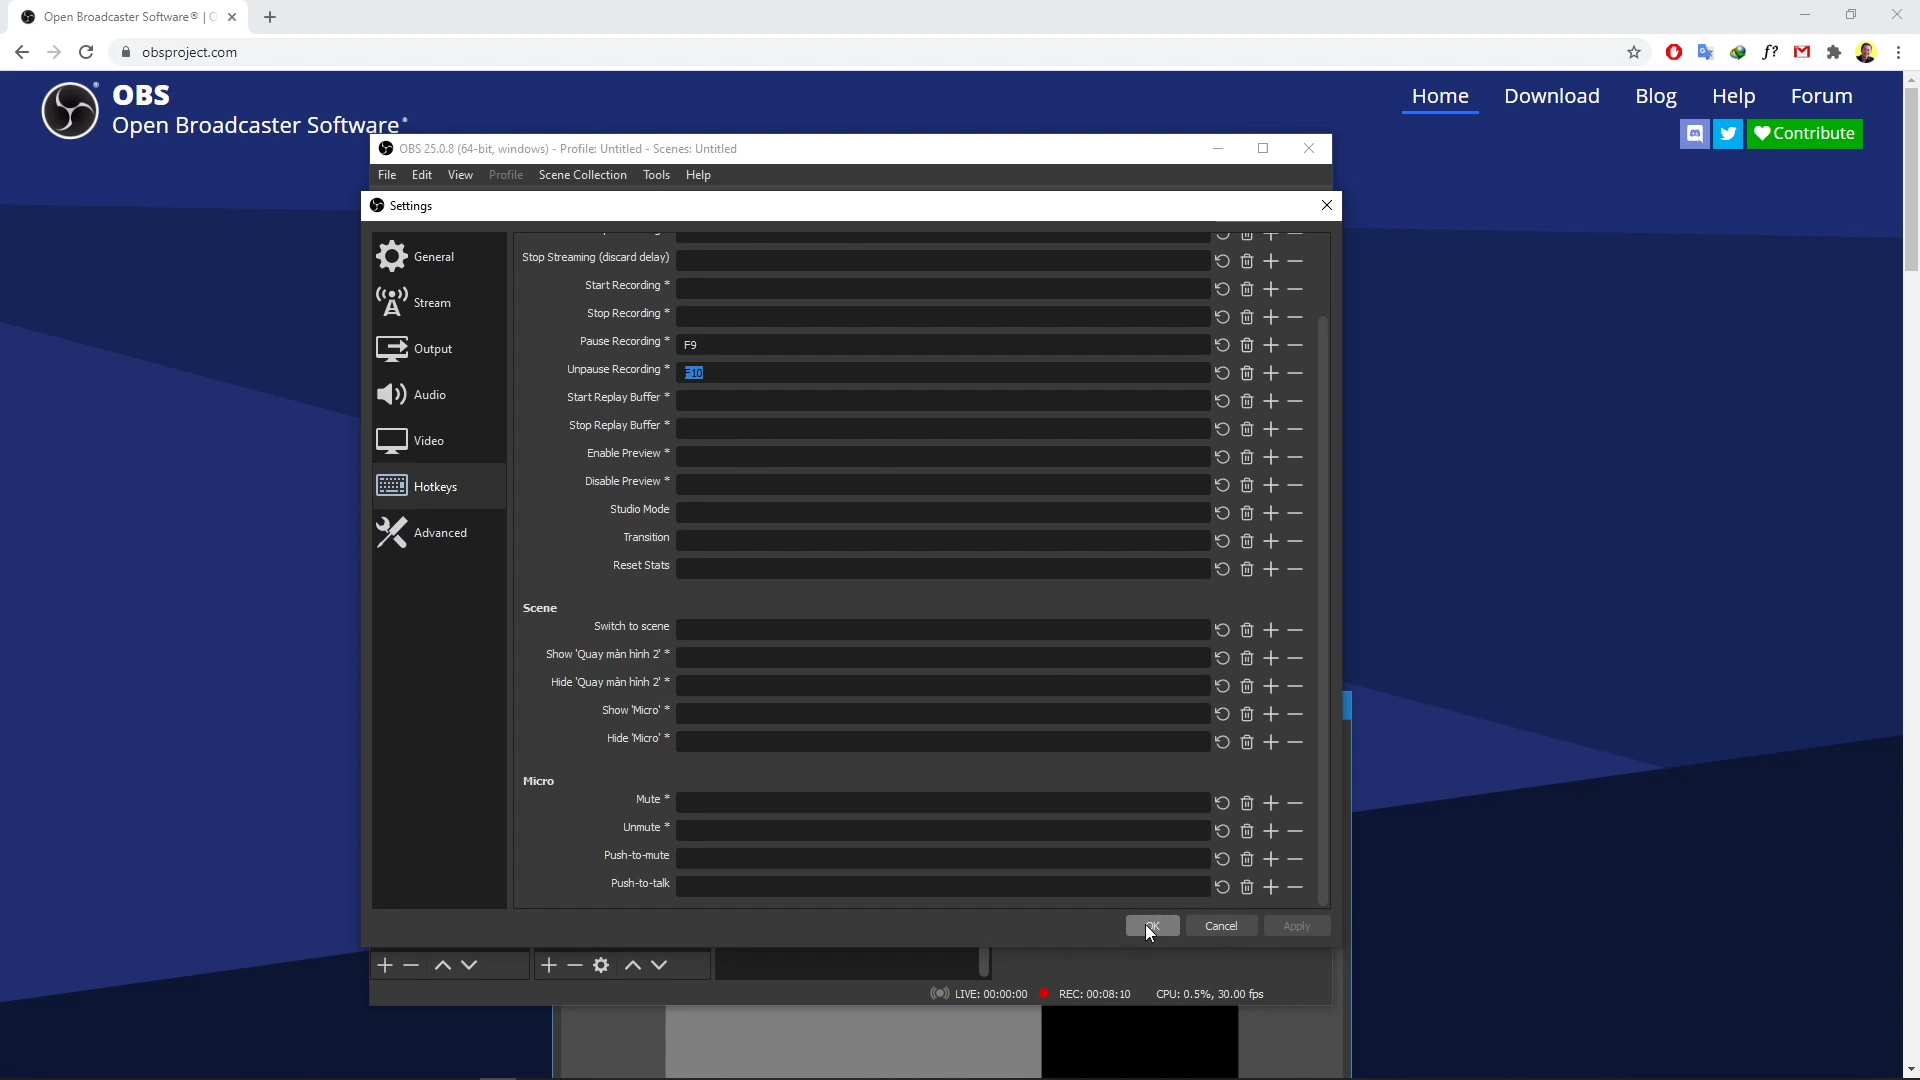 Open Broadcaster Software® | O
obsproject.com
OBS
Open Broadcaster Software®
Home
Download
Blog
Help
Forum
Contribute
OBS 25.0.8 (64-bit, windows) - Profile: Untitled - Scenes: Untitled
File
Edit
View
Profile
Scene Collection
Tools
Help
Settings
General
Stream
Output
Audio
Video
Hotkeys
Advanced
Stop Streaming (discard delay)
Start Recording *
Stop Recording *
Pause Recording * F9
Unpause Recording * F10
Start Replay Buffer *
Stop Replay Buffer *
Enable Preview *
Disable Preview *
Studio Mode
Transition
Reset Stats
Scene
Switch to scene
Show 'Quay màn hình 2' *
Hide 'Quay màn hình 2' *
Show 'Micro' *
Hide 'Micro' *
Micro
Mute *
Unmute *
Push-to-mute
Push-to-talk
OK
Cancel
Apply
LIVE: 00:00:00
REC: 00:08:10
CPU: 0.5%, 30.00 fps